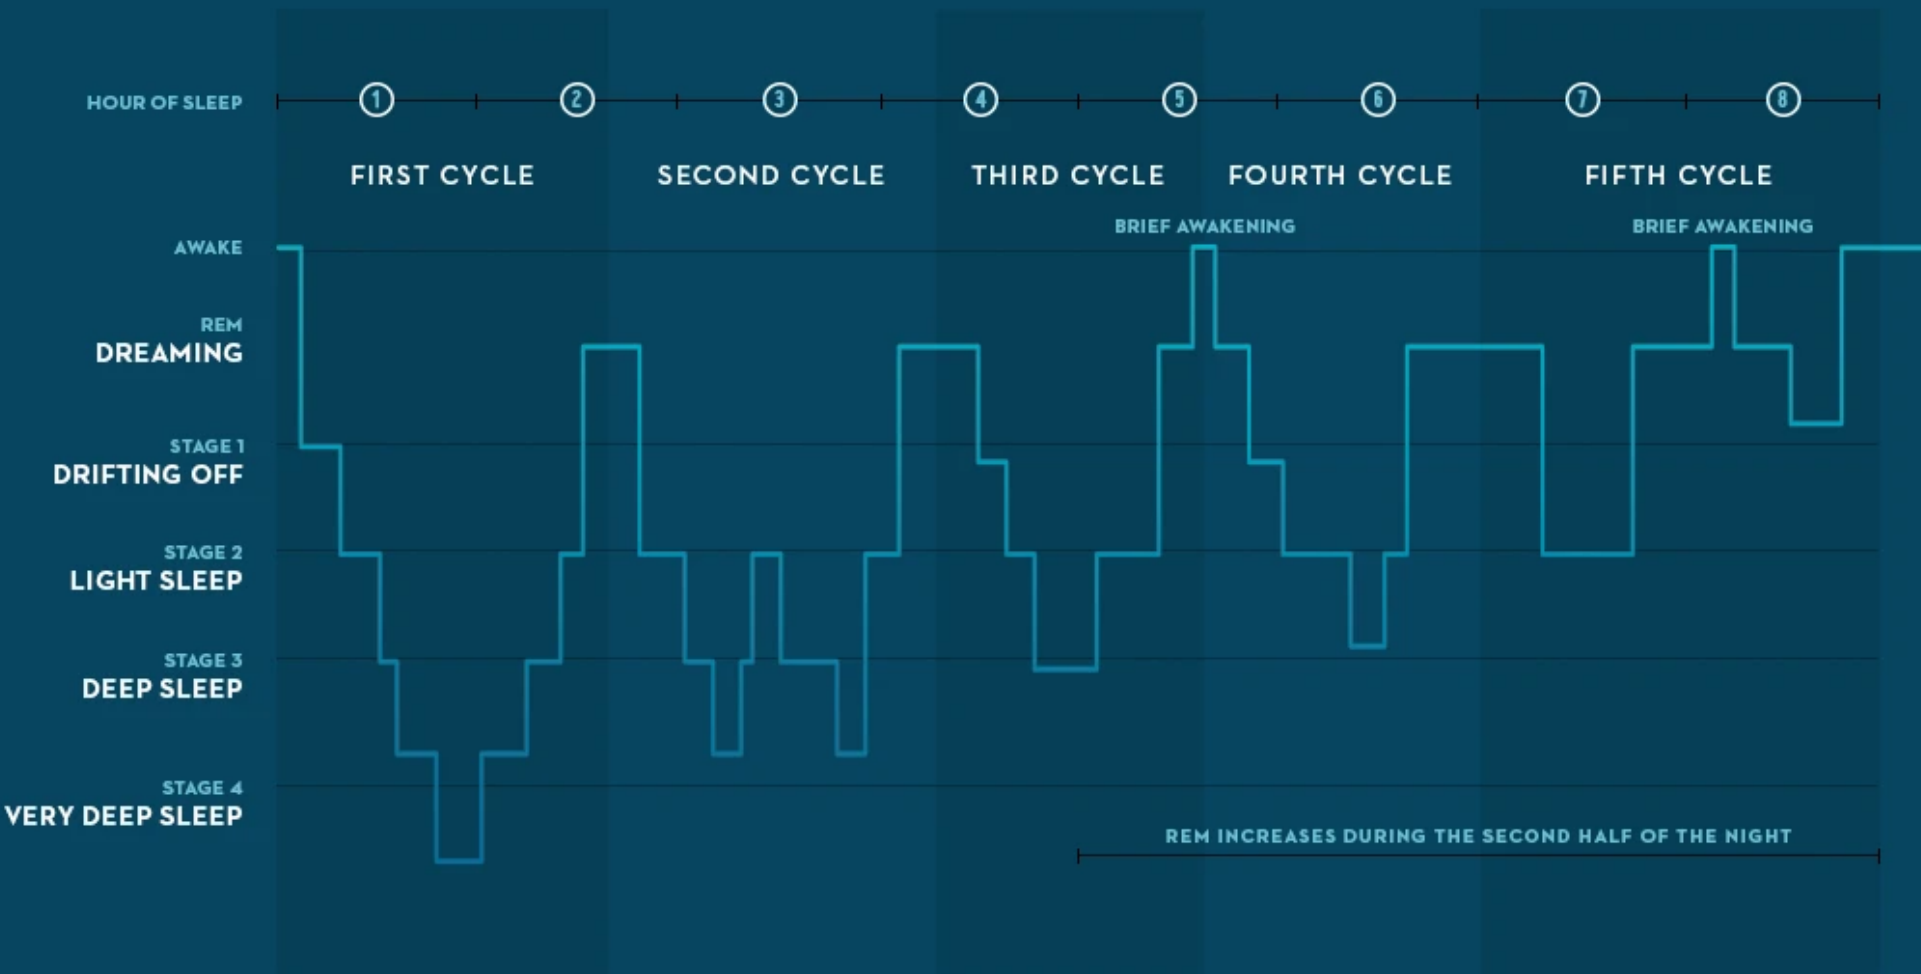 HOUR OF SLEEP 1 2 3 4 5 6 7 8
FIRST CYCLE SECOND CYCLE THIRD CYCLE FOURTH CYCLE FIFTH CYCLE
BRIEF AWAKENING BRIEF AWAKENING
AWAKE
REM
DREAMING
STAGE 1
DRIFTING OFF
STAGE 2
LIGHT SLEEP
STAGE 3
DEEP SLEEP
STAGE 4
VERY DEEP SLEEP
REM INCREASES DURING THE SECOND HALF OF THE NIGHT